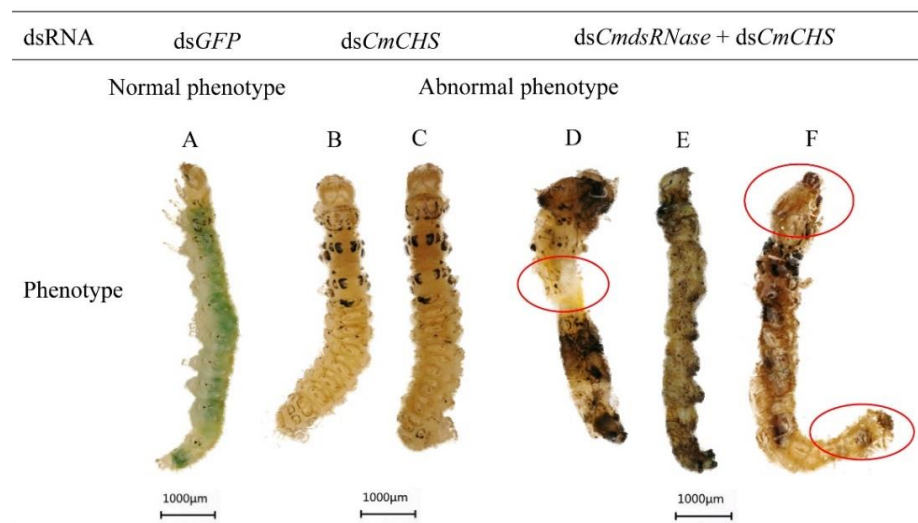 dsRNA dsGFP dsCmCHS dsCmdsRNase + dsCmCHS
Normal phenotype Abnormal phenotype
A B C D E F
Phenotype
1000μm 1000μm 1000μm